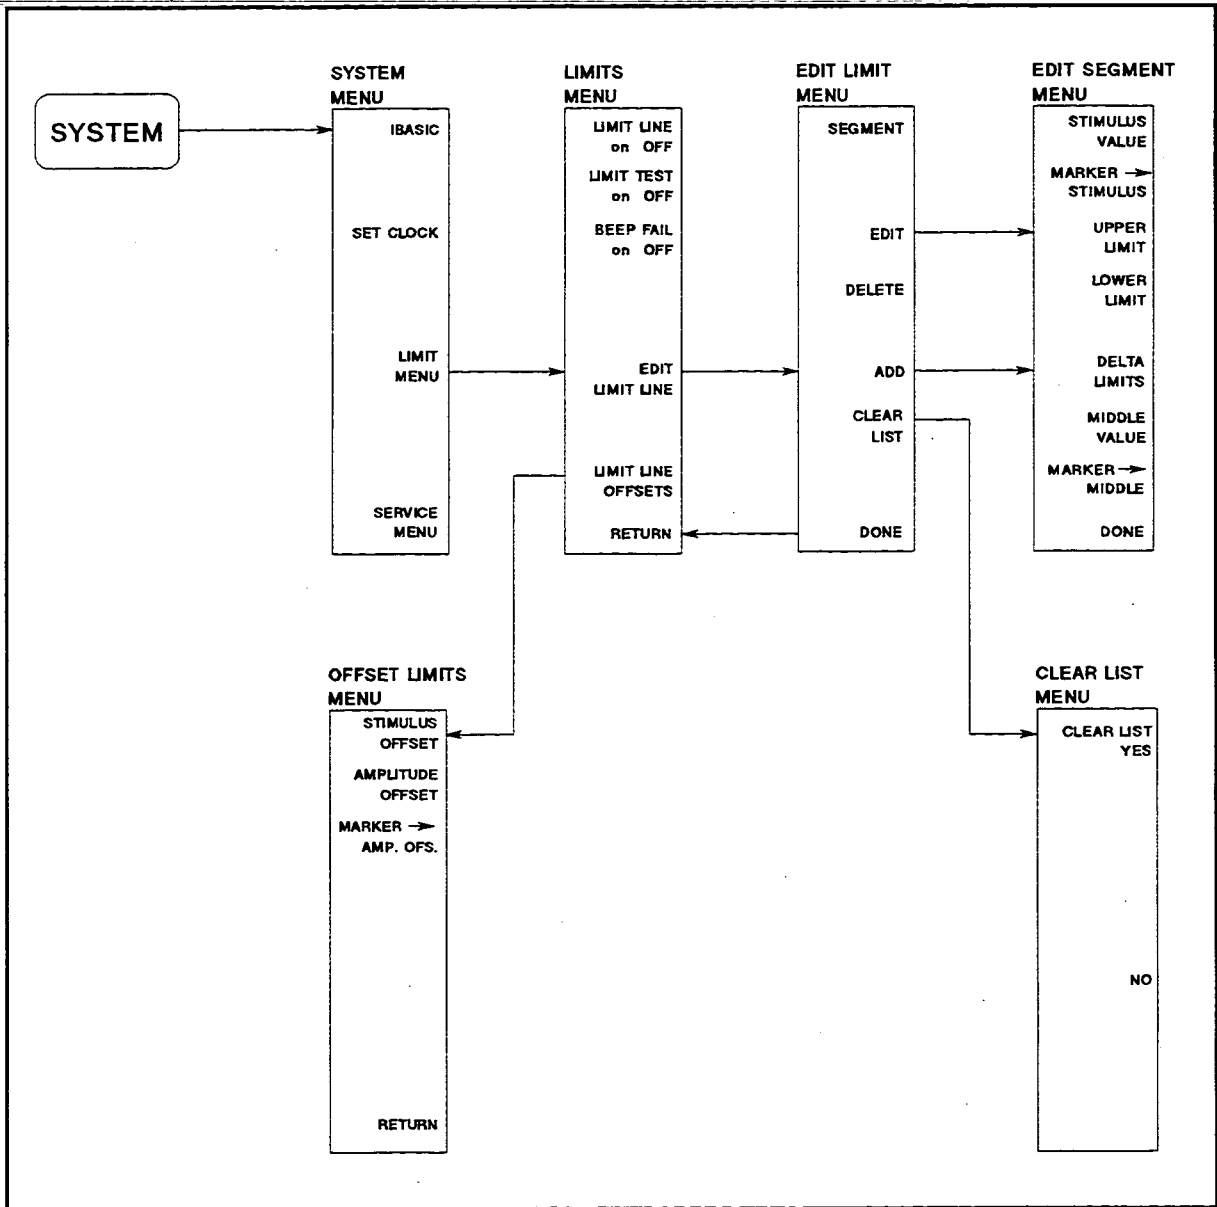 SYSTEM
SYSTEM
MENU
IBASIC
SET CLOCK
LIMIT
MENU
SERVICE
MENU
LIMITS
MENU
LIMIT LINE
on OFF
LIMIT TEST
on OFF
BEEP FAIL
on OFF
EDIT
LIMIT LINE
LIMIT LINE
OFFSETS
RETURN
EDIT LIMIT
MENU
SEGMENT
EDIT
DELETE
ADD
CLEAR
LIST
DONE
EDIT SEGMENT
MENU
STIMULUS
VALUE
MARKER →
STIMULUS
UPPER
LIMIT
LOWER
LIMIT
DELTA
LIMITS
MIDDLE
VALUE
MARKER →
MIDDLE
DONE
OFFSET LIMITS
MENU
STIMULUS
OFFSET
AMPLITUDE
OFFSET
MARKER →
AMP. OFS.
RETURN
CLEAR LIST
MENU
CLEAR LIST
YES
NO